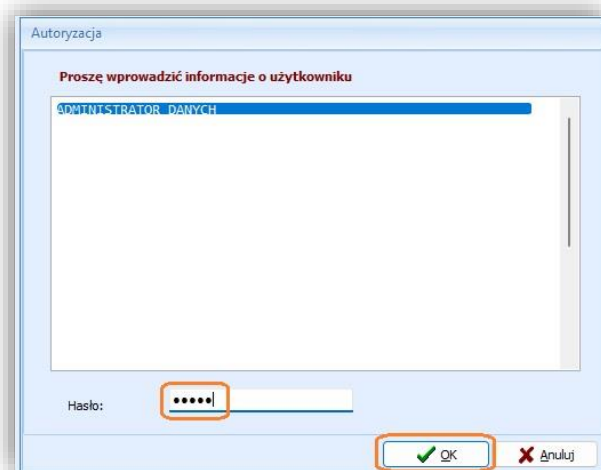 Autoryzacja
Proszę wprowadzić informacje o użytkowniku
ADMINISTRATOR DANYCH
Hasło: •••••
OK Anuluj